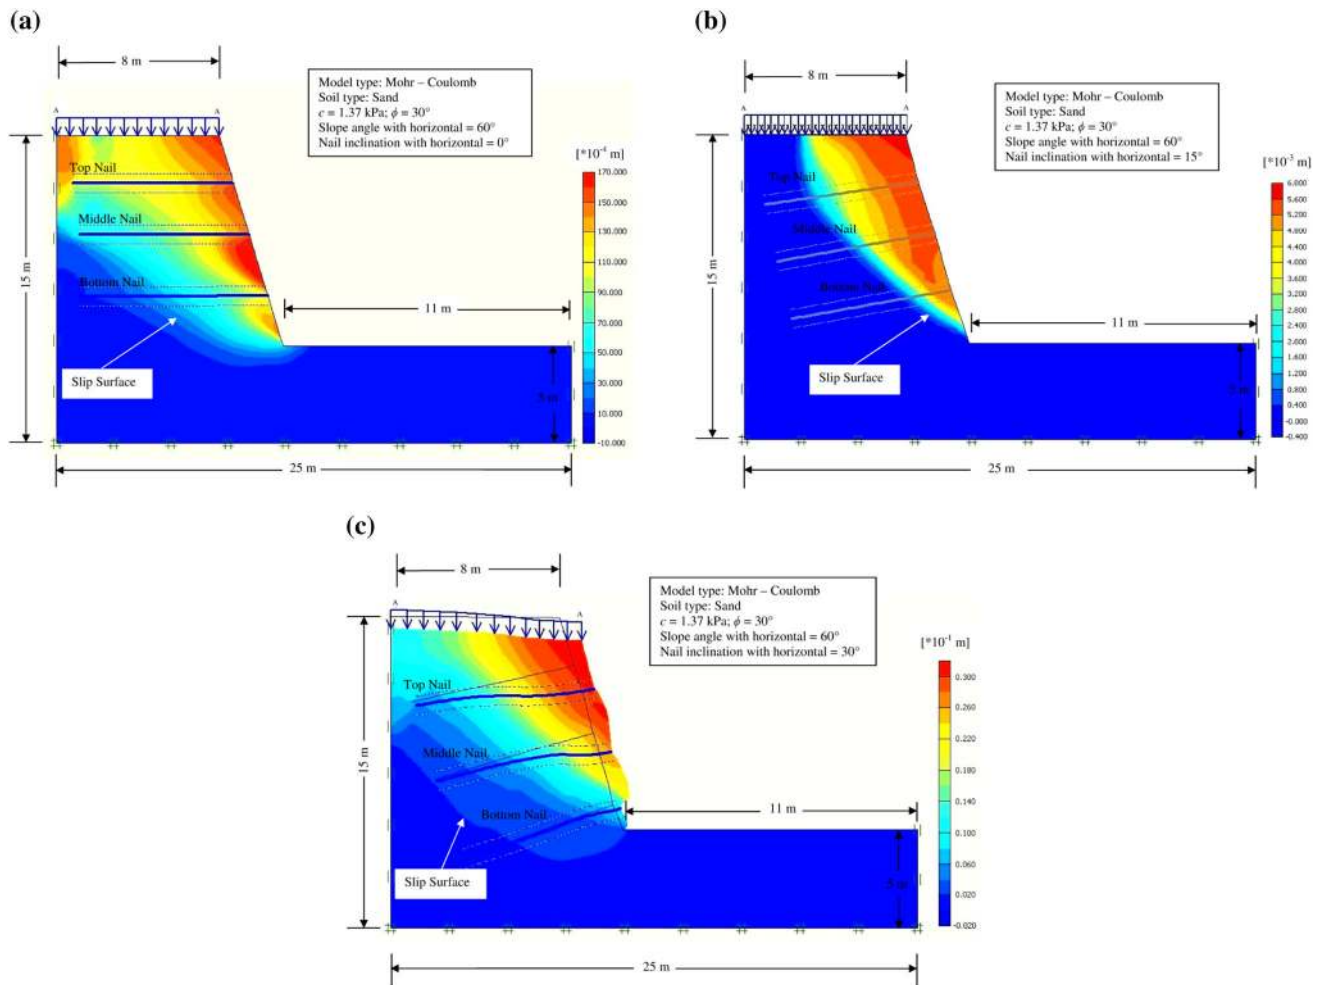 (a)
8 m
A
A
Model type: Mohr – Coulomb
Soil type: Sand
c = 1.37 kPa; ϕ = 30°
Slope angle with horizontal = 60°
Nail inclination with horizontal = 0°
[*10⁻⁴ m]
170.000
150.000
130.000
110.000
90.000
70.000
50.000
30.000
10.000
-10.000
Top Nail
Middle Nail
Bottom Nail
15 m
11 m
Slip Surface
5 m
25 m
(b)
8 m
A
A
Model type: Mohr – Coulomb
Soil type: Sand
c = 1.37 kPa; ϕ = 30°
Slope angle with horizontal = 60°
Nail inclination with horizontal = 15°
[*10⁻³ m]
6.000
5.600
5.200
4.800
4.400
4.000
3.600
3.200
2.800
2.400
2.000
1.600
1.200
0.800
0.400
-0.000
-0.400
Top Nail
Middle Nail
Bottom Nail
15 m
11 m
Slip Surface
5 m
25 m
(c)
8 m
A
A
Model type: Mohr – Coulomb
Soil type: Sand
c = 1.37 kPa; ϕ = 30°
Slope angle with horizontal = 60°
Nail inclination with horizontal = 30°
[*10⁻¹ m]
0.300
0.260
0.220
0.180
0.140
0.100
0.060
0.020
-0.020
Top Nail
Middle Nail
Bottom Nail
15 m
11 m
Slip Surface
5 m
25 m